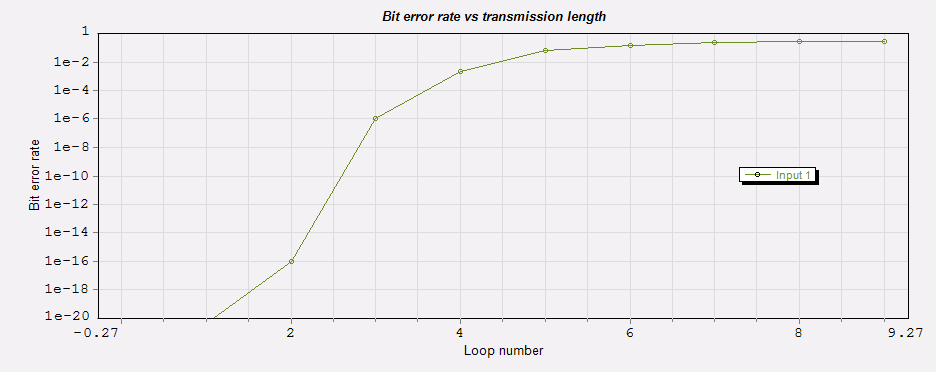 Bit error rate vs transmission length
1
1e-2
1e-4
1e-6
1e-8
1e-10
1e-12
1e-14
1e-16
1e-18
1e-20
Bit error rate
Input 1
-0.27 2 4 6 8 9.27
Loop number